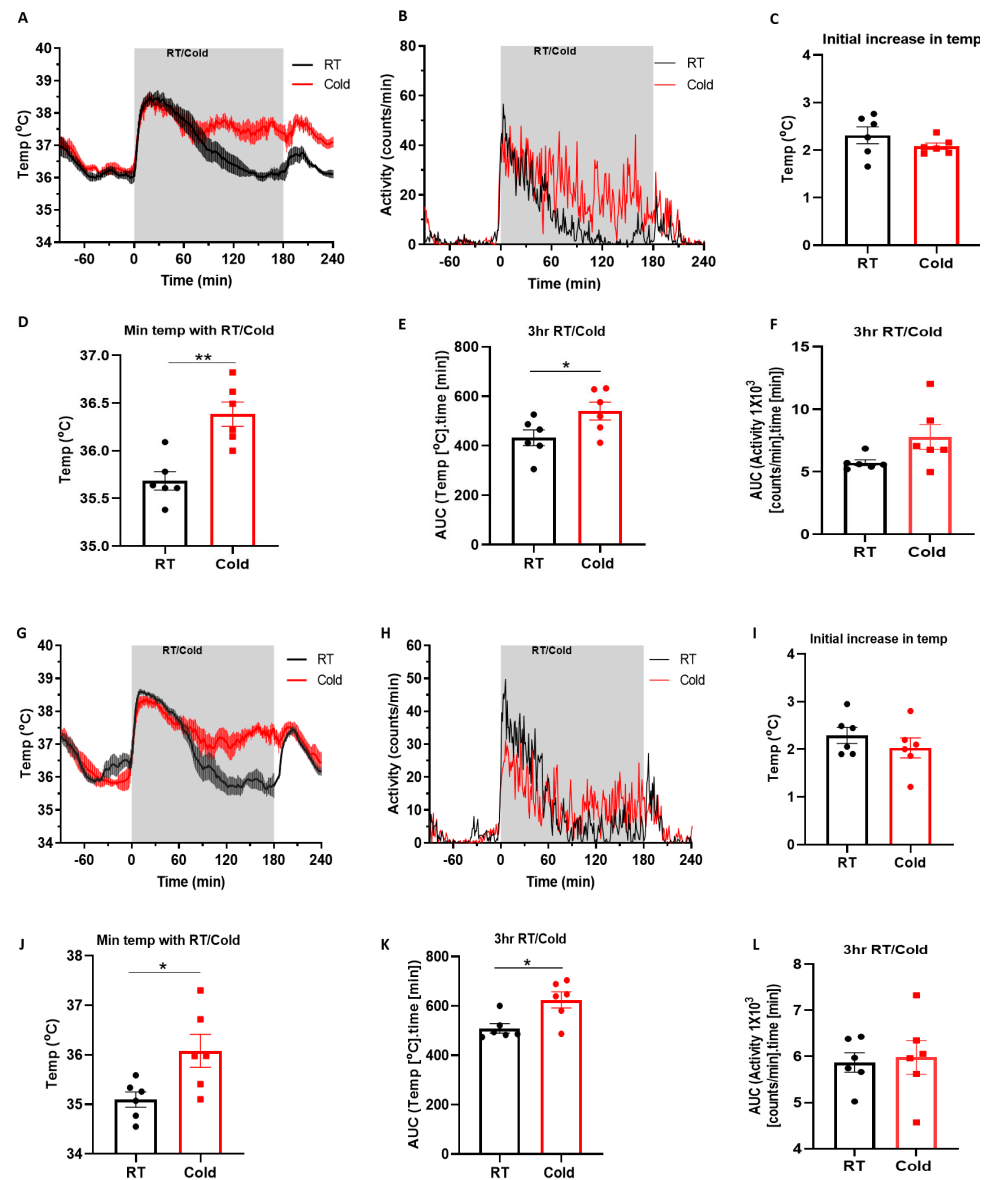 A
RT/Cold
RT
Cold
Temp (°C)
40
39
38
37
36
35
34
-60
0
60
120
180
240
Time (min)
B
RT/Cold
RT
Cold
Activity (counts/min)
80
60
40
20
0
-60
0
60
120
180
240
Time (min)
C
Initial increase in temp
Temp (°C)
4
3
2
1
0
RT
Cold
D
Min temp with RT/Cold
**
Temp (°C)
37.0
36.5
36.0
35.5
35.0
RT
Cold
E
3hr RT/Cold
*
AUC (Temp [°C].time [min])
800
600
400
200
0
RT
Cold
F
3hr RT/Cold
AUC (Activity 1X10³
[counts/min].time [min])
15
10
5
0
RT
Cold
G
RT/Cold
RT
Cold
Temp (°C)
40
39
38
37
36
35
34
-60
0
60
120
180
240
Time (min)
H
RT/Cold
RT
Cold
Activity (counts/min)
60
50
40
30
20
10
0
-60
0
60
120
180
240
Time (min)
I
Initial increase in temp
Temp (°C)
4
3
2
1
0
RT
Cold
J
Min temp with RT/Cold
*
Temp (°C)
38
37
36
35
34
RT
Cold
K
3hr RT/Cold
*
AUC (Temp [°C].time [min])
800
600
400
200
0
RT
Cold
L
3hr RT/Cold
AUC (Activity 1X10³
[counts/min].time [min])
8
7
6
5
4
RT
Cold